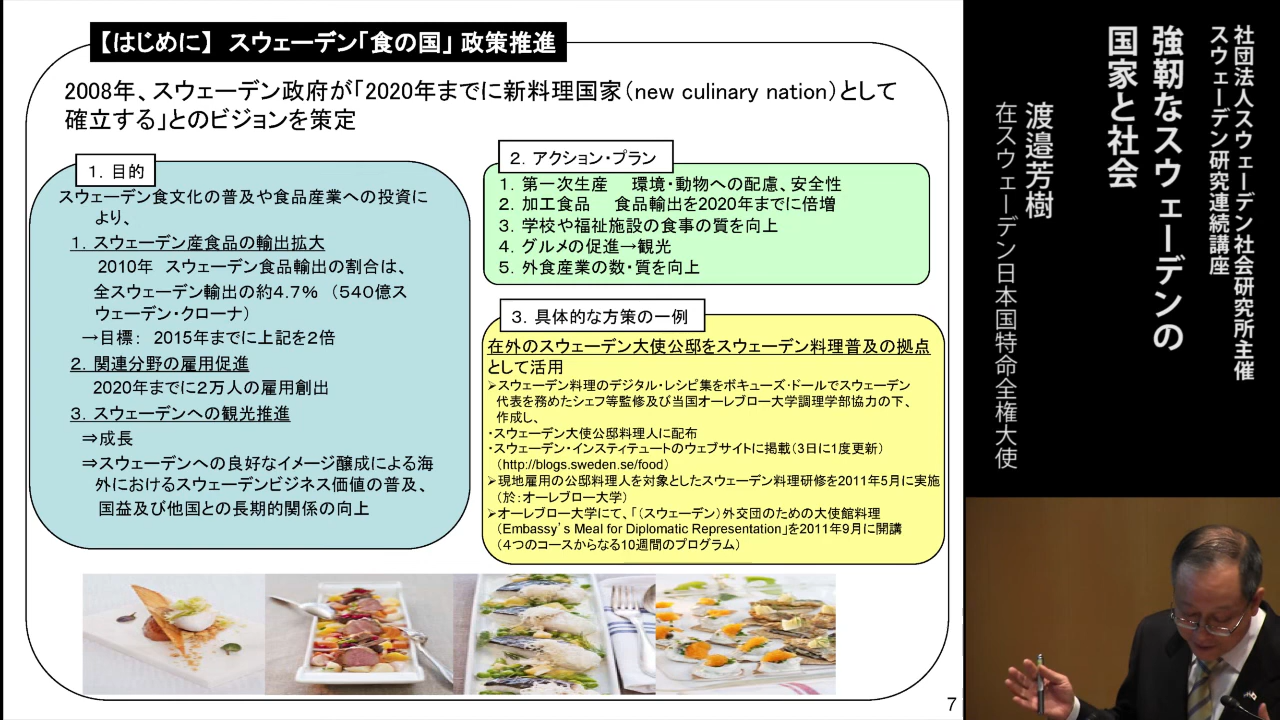 【はじめに】 スウェーデン「食の国」 政策推進
2008年、スウェーデン政府が「2020年までに新料理国家（new culinary nation）として
確立する」とのビジョンを策定
１．目的
スウェーデン食文化の普及や食品産業への投資に
より、
１．スウェーデン産食品の輸出拡大
2010年 スウェーデン食品輸出の割合は、
全スウェーデン輸出の約４.７％ （５４０億ス
ウェーデン・クローナ）
→目標： 2015年までに上記を２倍
２．関連分野の雇用促進
2020年までに２万人の雇用創出
３．スウェーデンへの観光推進
⇒成長
⇒スウェーデンへの良好なイメージ醸成による海
外におけるスウェーデンビジネス価値の普及、
国益及び他国との長期的関係の向上
２．アクション・プラン
１．第一次生産 環境・動物への配慮、安全性
２．加工食品 食品輸出を2020年までに倍増
３．学校や福祉施設の食事の質を向上
４．グルメの促進→観光
５．外食産業の数・質を向上
３．具体的な方策の一例
在外のスウェーデン大使公邸をスウェーデン料理普及の拠点
として活用
➢スウェーデン料理のデジタル・レシピ集をボキューズ・ドールでスウェーデン
代表を務めたシェフ等監修及び当国オーレブロー大学調理学部協力の下、
作成し、
・スウェーデン大使公邸料理人に配布
・スウェーデン・インスティテュートのウェブサイトに掲載（3日に1度更新）
（http://blogs.sweden.se/food）
➢現地雇用の公邸料理人を対象としたスウェーデン料理研修を2011年5月に実施
（於：オーレブロー大学）
➢オーレブロー大学にて、「（スウェーデン）外交団のための大使館料理
（Embassy's Meal for Diplomatic Representation」を2011年9月に開講
（４つのコースからなる10週間のプログラム）
7
社団法人スウェーデン社会研究所主催
スウェーデン研究連続講座
強靭なスウェーデンの
国家と社会
渡邉芳樹
在スウェーデン日本国特命全権大使